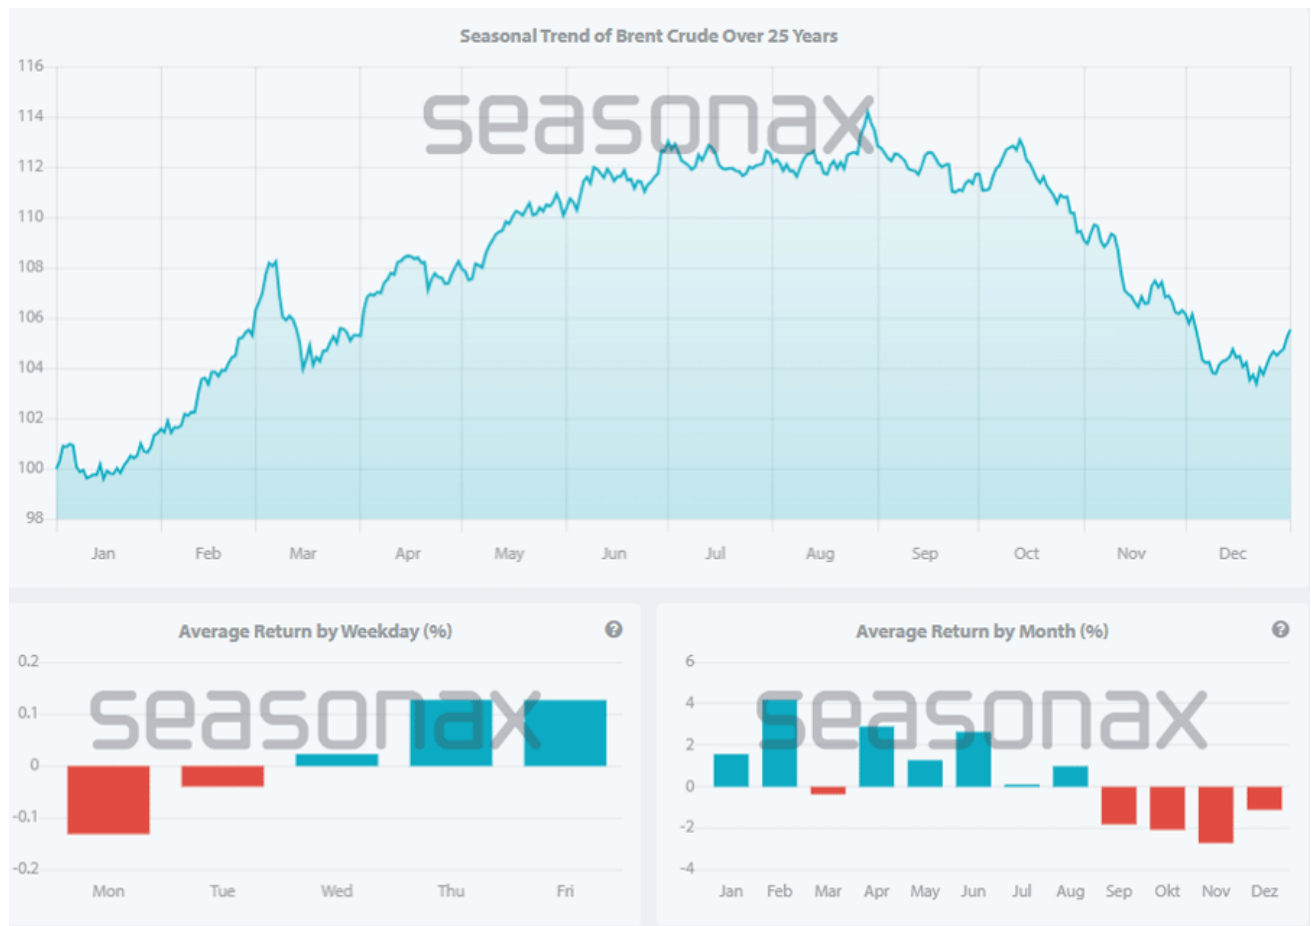 Seasonal Trend of Brent Crude Over 25 Years
seasonax
116
114
112
110
108
106
104
102
100
98
Jan Feb Mar Apr May Jun Jul Aug Sep Oct Nov Dec
Average Return by Weekday (%) ?
seasonax
0.2
0.1
0
-0.1
-0.2
Mon Tue Wed Thu Fri
Average Return by Month (%) ?
seasonax
6
4
2
0
-2
-4
Jan Feb Mar Apr May Jun Jul Aug Sep Okt Nov Dez